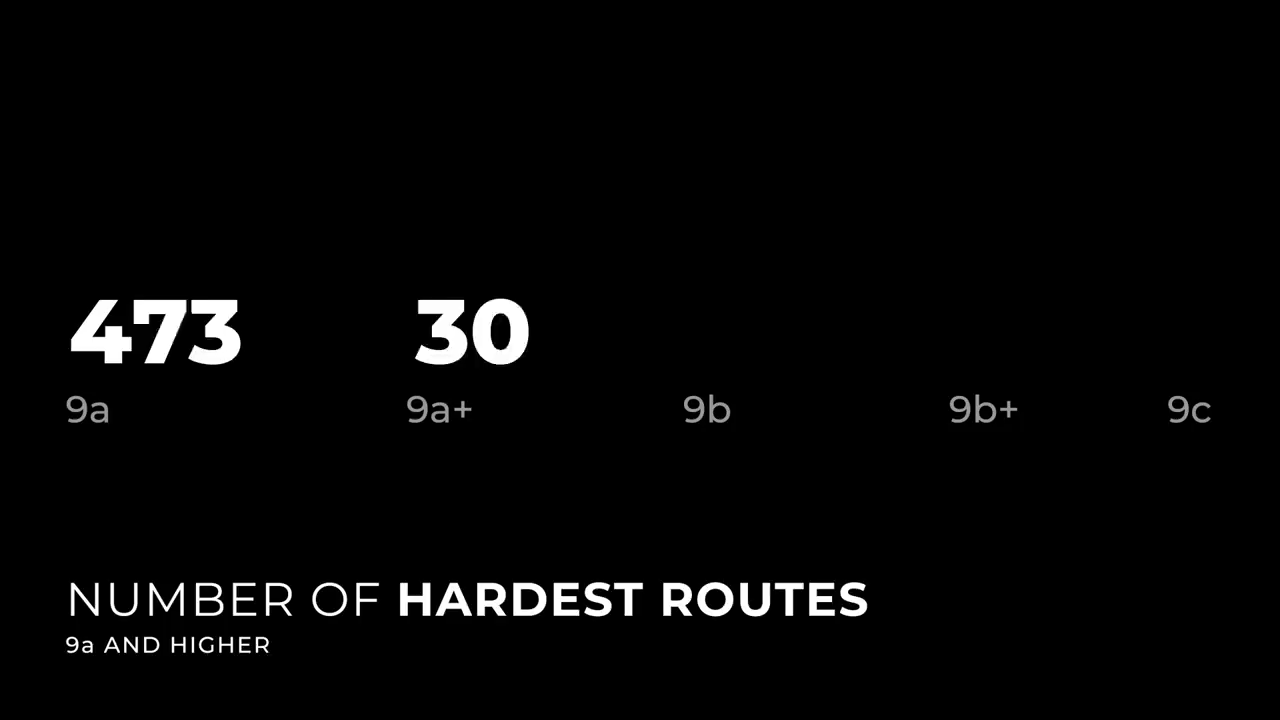 473 30
9a 9a+ 9b 9b+ 9c
NUMBER OF HARDEST ROUTES
9a AND HIGHER